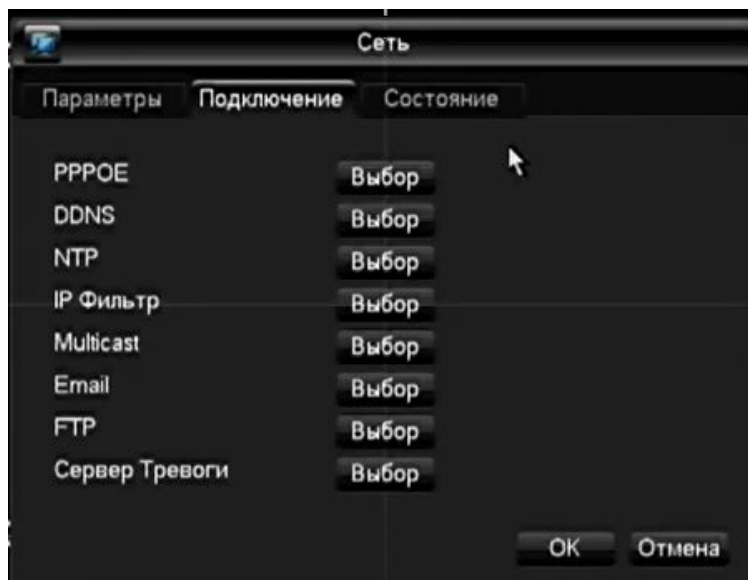 Сеть
Параметры Подключение Состояние
PPPOE Выбор
DDNS Выбор
NTP Выбор
IP Фильтр Выбор
Multicast Выбор
Email Выбор
FTP Выбор
Сервер Тревоги Выбор
OK Отмена